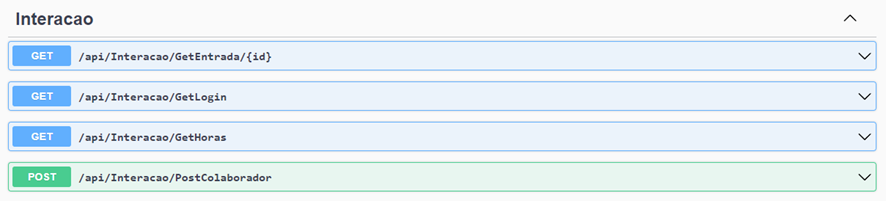 Interacao
GET /api/Interacao/GetEntrada/{id}
GET /api/Interacao/GetLogin
GET /api/Interacao/GetHoras
POST /api/Interacao/PostColaborador